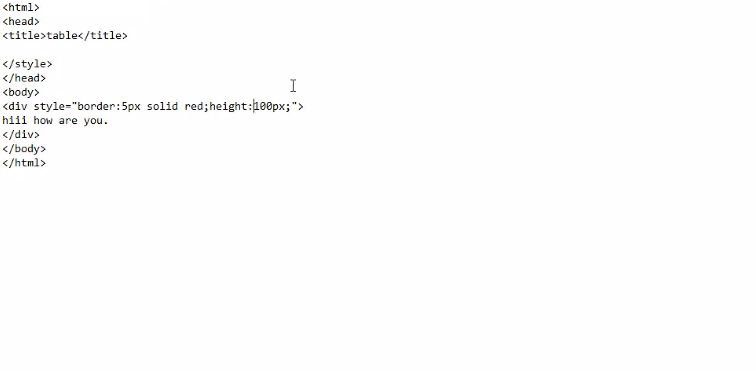 <html>
<head>
<title>table</title>
</style>
</head>
<body>
<div style="border:5px solid red;height:100px;">
hiii how are you.
</div>
</body>
</html>